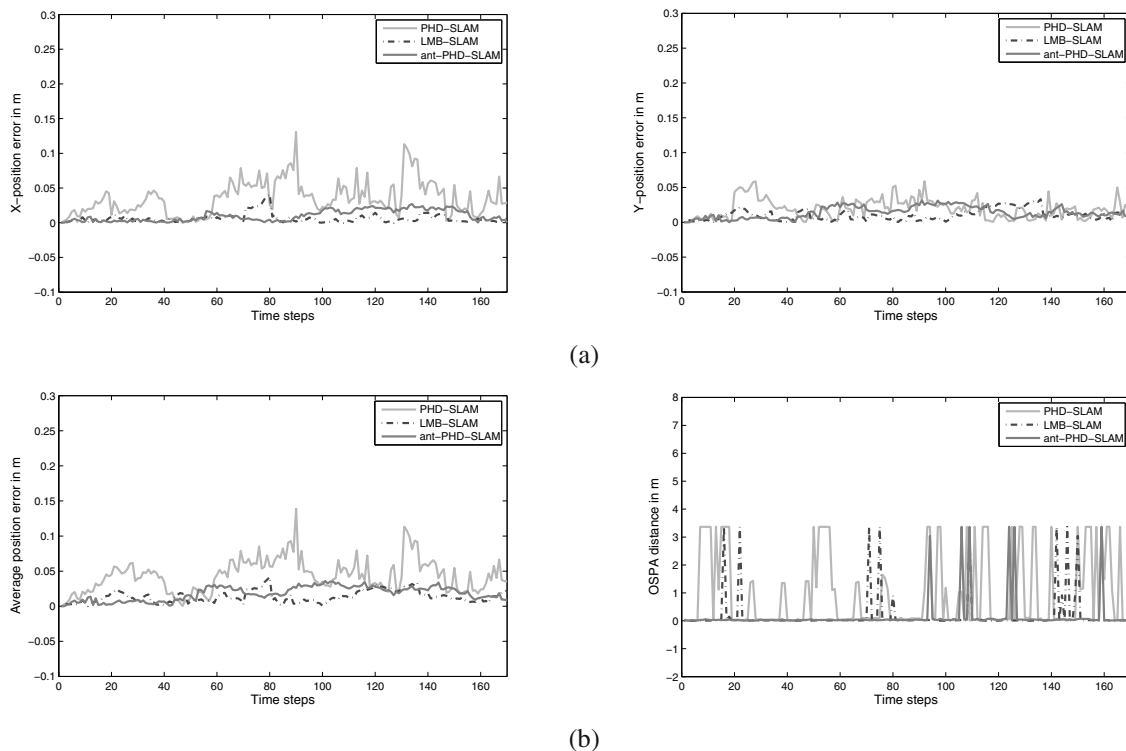 0.3
0.25
0.2
0.15
0.1
0.05
0
−0.05
−0.1
X−position error in m
0 20 40 60 80 100 120 140 160
Time steps
PHD−SLAM
LMB−SLAM
ant−PHD−SLAM
0.3
0.25
0.2
0.15
0.1
0.05
0
−0.05
−0.1
Y−position error in m
0 20 40 60 80 100 120 140 160
Time steps
PHD−SLAM
LMB−SLAM
ant−PHD−SLAM
(a)
0.3
0.25
0.2
0.15
0.1
0.05
0
−0.05
−0.1
Average position error in m
0 20 40 60 80 100 120 140 160
Time steps
PHD−SLAM
LMB−SLAM
ant−PHD−SLAM
8
7
6
5
4
3
2
1
0
−1
−2
OSPA distance in m
0 20 40 60 80 100 120 140 160
Time steps
PHD−SLAM
LMB−SLAM
ant−PHD−SLAM
(b)